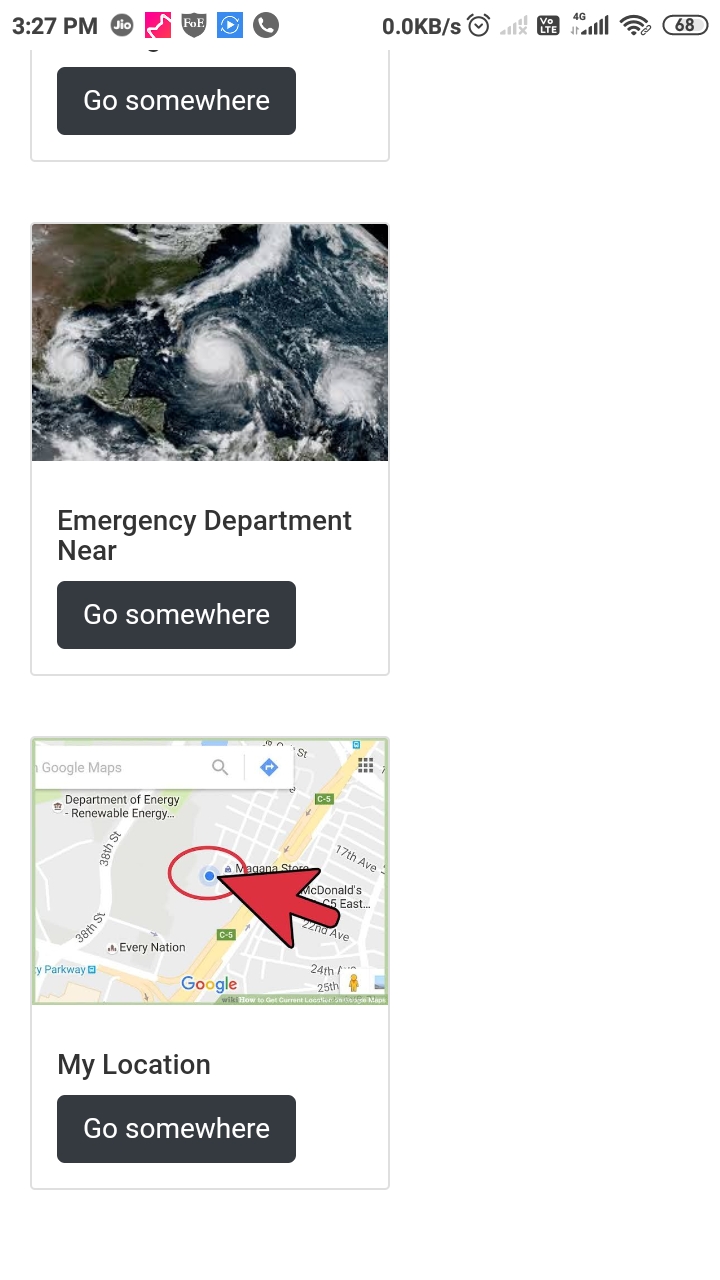 3:27 PM Jio FoE 0.0KB/s Vo LTE 4G 68
Go somewhere
Emergency Department
Near
Go somewhere
Google Maps
Department of Energy
- Renewable Energy...
C-5
38th St
17th Ave
Magana Store
McDonald's
C5 East...
38th St
C-5
22nd Ave
Every Nation
y Parkway
24th
25th
Google
wikiHow to Get Current Location on Google Maps
My Location
Go somewhere